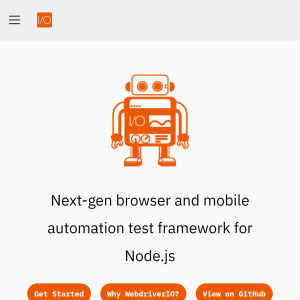 I/O
I/O
Next-gen browser and mobile
automation test framework for
Node.js
Get Started
Why WebdriverIO?
View on GitHub